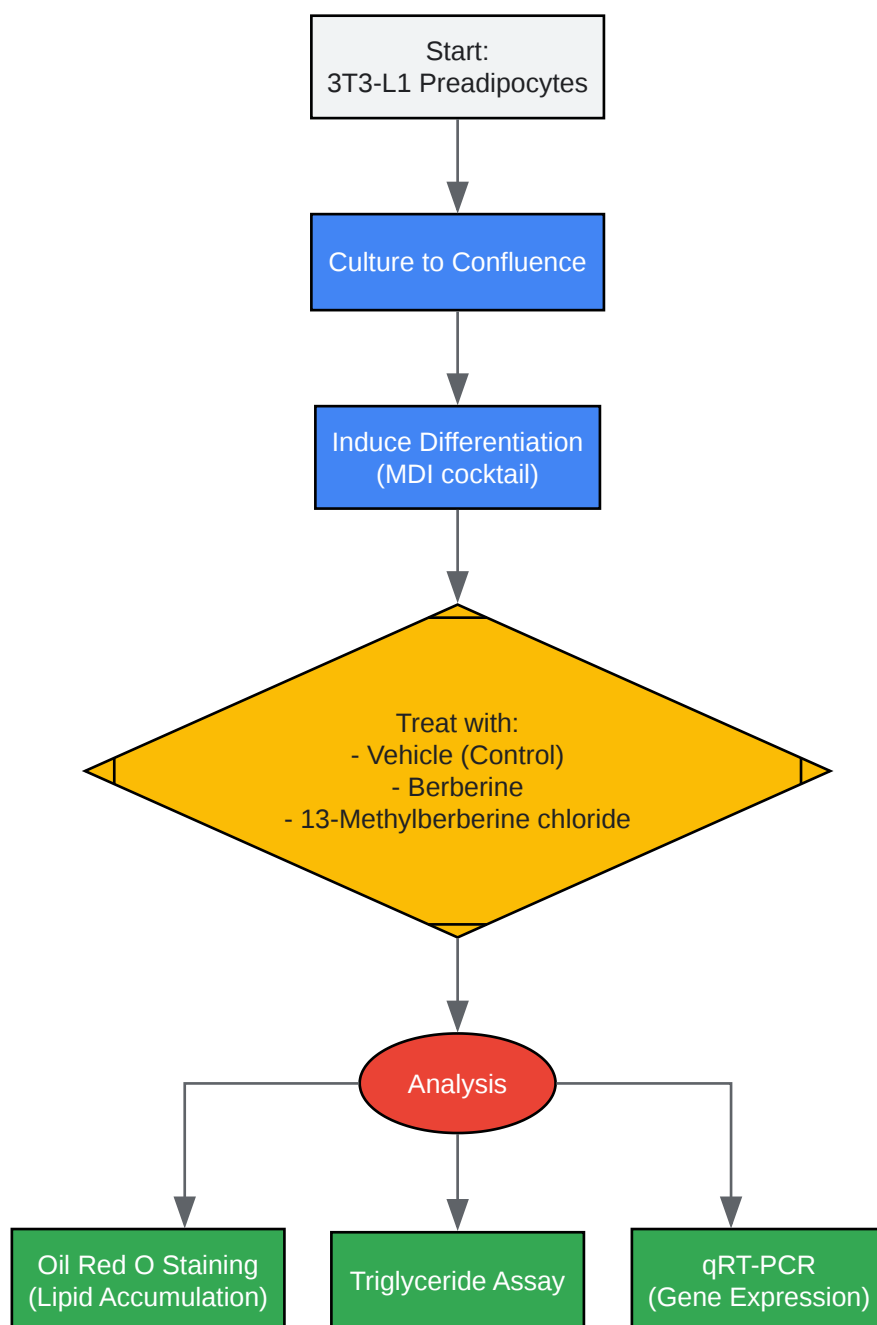 Start:
3T3-L1 Preadipocytes
Culture to Confluence
Induce Differentiation
(MDI cocktail)
Treat with:
- Vehicle (Control)
- Berberine
- 13-Methylberberine chloride
Analysis
Oil Red O Staining
(Lipid Accumulation)
Triglyceride Assay
qRT-PCR
(Gene Expression)